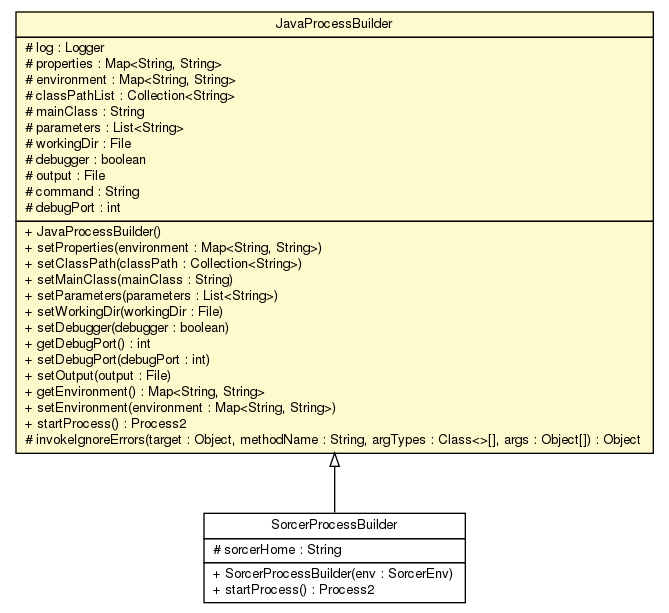 JavaProcessBuilder
# log : Logger
# properties : Map<String, String>
# environment : Map<String, String>
# classPathList : Collection<String>
# mainClass : String
# parameters : List<String>
# workingDir : File
# debugger : boolean
# output : File
# command : String
# debugPort : int
+ JavaProcessBuilder()
+ setProperties(environment : Map<String, String>)
+ setClassPath(classPath : Collection<String>)
+ setMainClass(mainClass : String)
+ setParameters(parameters : List<String>)
+ setWorkingDir(workingDir : File)
+ setDebugger(debugger : boolean)
+ getDebugPort() : int
+ setDebugPort(debugPort : int)
+ setOutput(output : File)
+ getEnvironment() : Map<String, String>
+ setEnvironment(environment : Map<String, String>)
+ startProcess() : Process2
# invokeIgnoreErrors(target : Object, methodName : String, argTypes : Class<>[], args : Object[]) : Object
SorcerProcessBuilder
# sorcerHome : String
+ SorcerProcessBuilder(env : SorcerEnv)
+ startProcess() : Process2